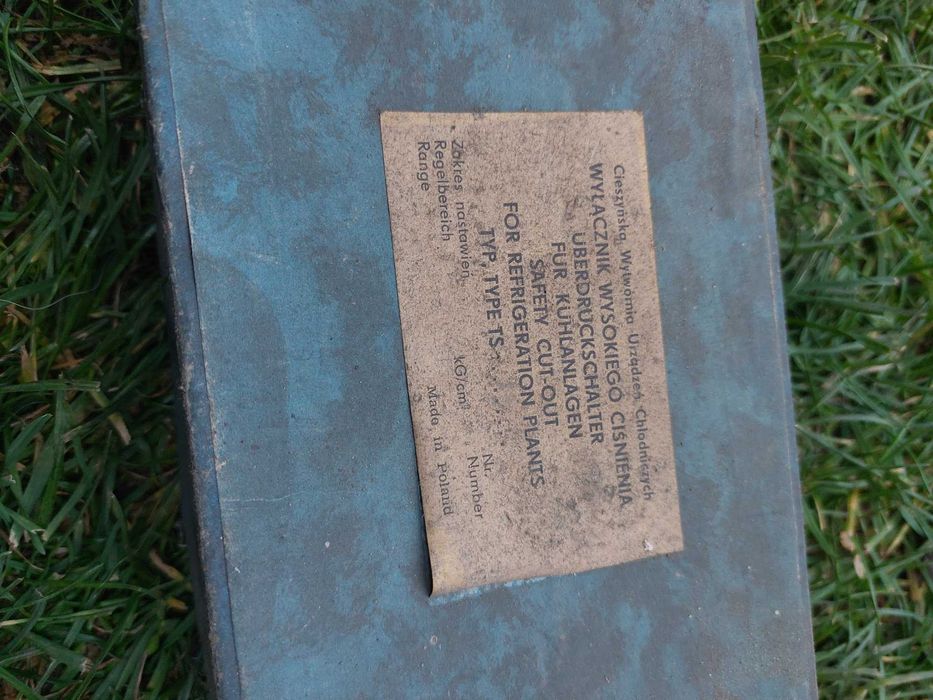 Cieszyńska Wytwórnia Urządzeń Chłodniczych
WYŁĄCZNIK WYSOKIEGO CIŚNIENIA
ÜBERDRUCKSCHALTER
FÜR KÜHLANLAGEN
SAFETY CUT-OUT
FOR REFRIGERATION PLANTS
TYP, TYPE TS
Nr.
Number
Zakres nastawień
Regelbereich
Range
kG/cm²
Made in Poland